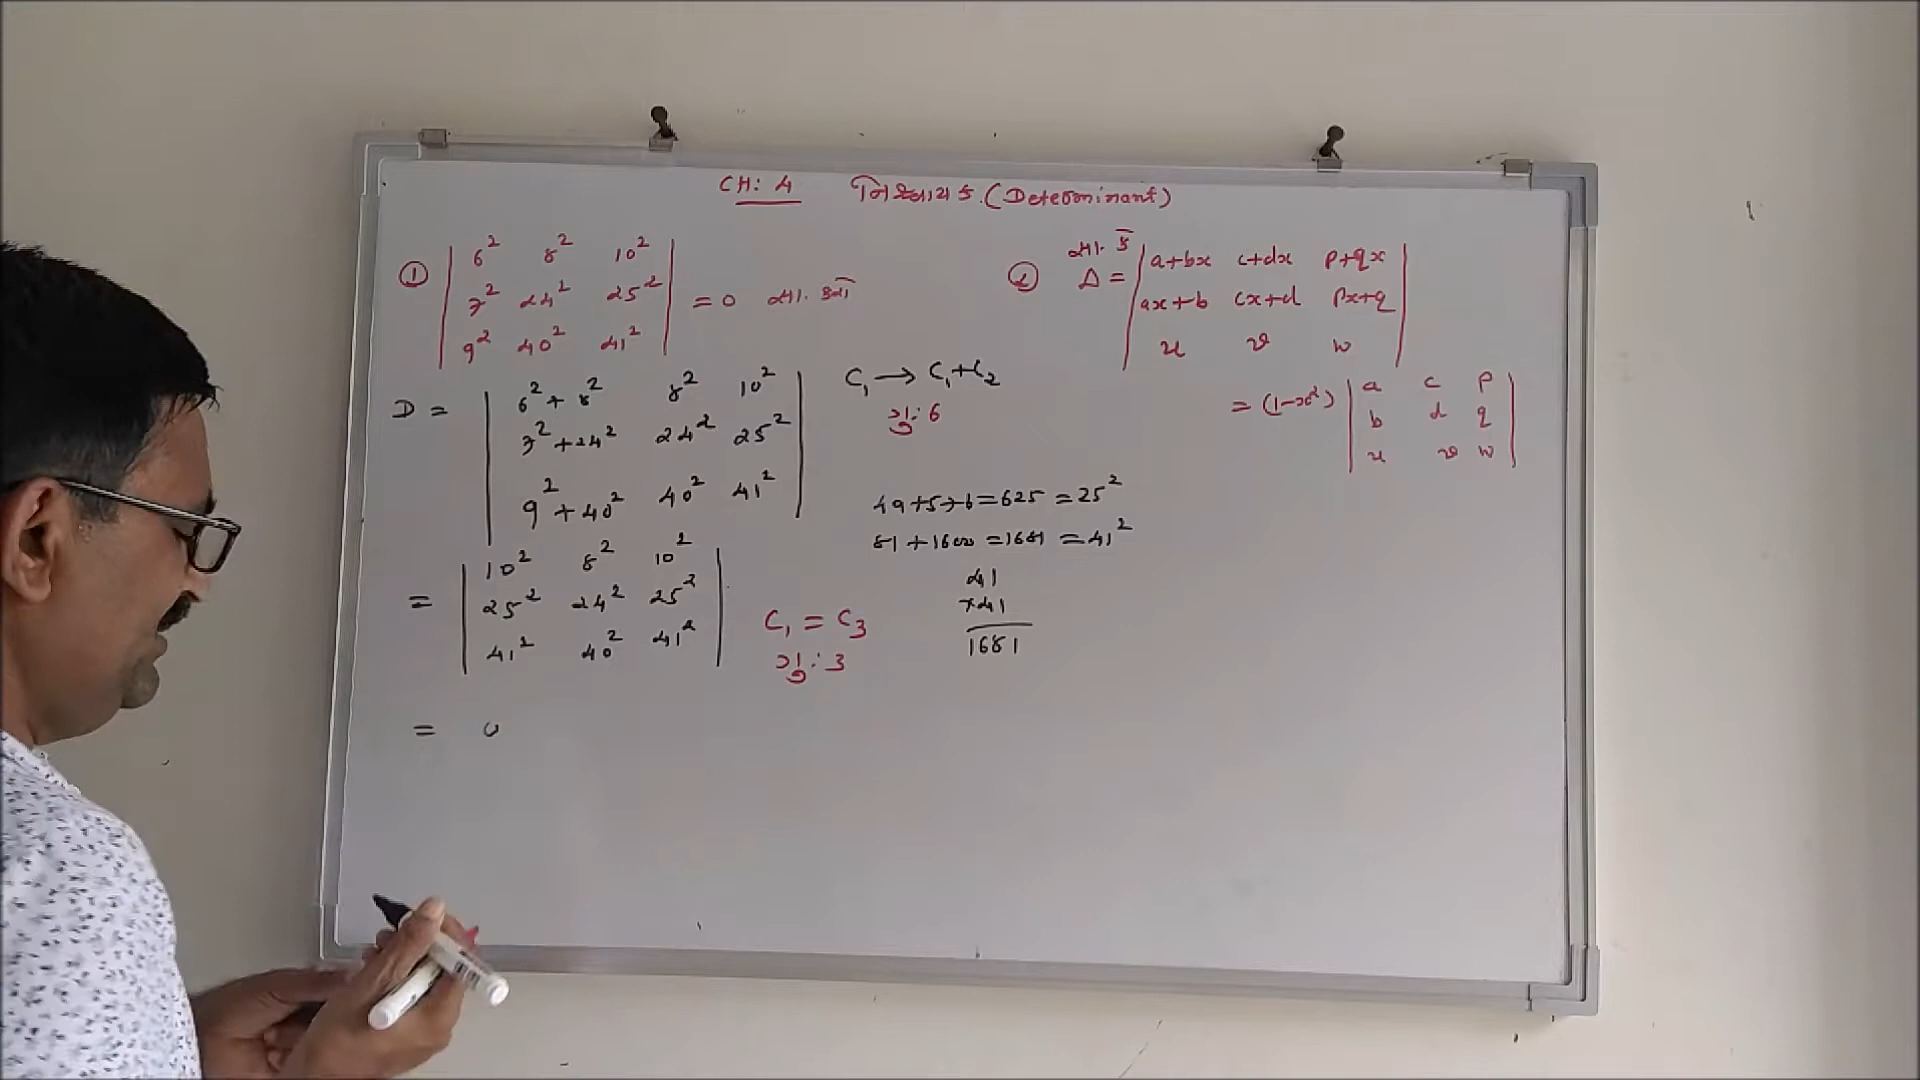 CH: 4 નિશ્ચાયક (Determinant)
① | 6² 8² 10² |
| 7² 24² 25² | = 0 સા. કરો
| 9² 40² 41² |
D = | 6² + 8² 8² 10² | C₁ → C₁+C₂
| 7² + 24² 24² 25² | ગુ: 6
| 9² + 40² 40² 41² |
49+576=625 = 25²
81 + 1600 = 1681 = 41²
41
×41
1681
= | 10² 8² 10² |
| 25² 24² 25² | C₁ = C₃
| 41² 40² 41² | ગુ: 3
= 0
② સા. કે
Δ = | a+bx c+dx p+qx |
| ax+b cx+d px+q |
| u v w |
= (1-x²) | a c p |
| b d q |
| u v w |